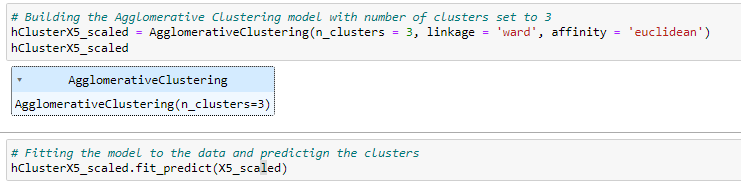 # Building the Agglomerative Clustering model with number of clusters set to 3
hClusterX5_scaled = AgglomerativeClustering(n_clusters = 3, linkage = 'ward', affinity = 'euclidean')
hClusterX5_scaled
AgglomerativeClustering
AgglomerativeClustering(n_clusters=3)
# Fitting the model to the data and predictign the clusters
hClusterX5_scaled.fit_predict(X5_scaled)